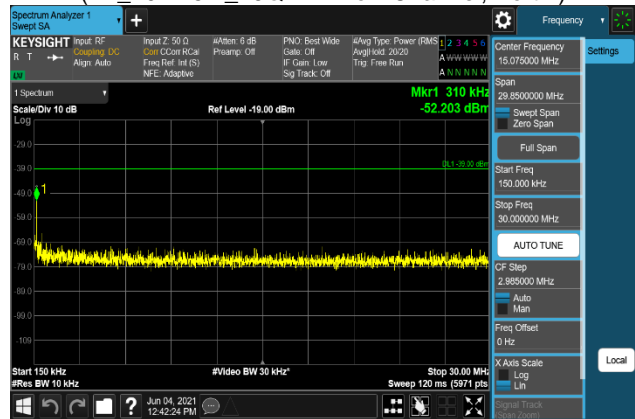 Spectrum Analyzer 1
Swept SA
Frequency
KEYSIGHT
R T
LW
Input: RF
Coupling: DC
Align: Auto
Input Z: 50 Ω
Corr CCorr RCal
Freq Ref: Int (S)
NFE: Adaptive
#Atten: 6 dB
Preamp: Off
PNO: Best Wide
Gate: Off
IF Gain: Low
Sig Track: Off
#Avg Type: Power (RMS
Avg|Hold: 20/20
Trig: Free Run
1 2 3 4 5 6
A WW WW W
A N N N N N
1 Spectrum
Scale/Div 10 dB
Log
Ref Level -19.00 dBm
Mkr1 310 kHz
-52.203 dBm
DL1 -39.00 dBm
1
-29.0
-39.0
-49.0
-59.0
-69.0
-79.0
-89.0
-99.0
-109
Start 150 kHz
#Res BW 10 kHz
#Video BW 30 kHz*
Stop 30.00 MHz
Sweep 120 ms (5971 pts
Jun 04, 2021
12:42:24 PM
Center Frequency
15.075000 MHz
Span
29.8500000 MHz
Swept Span
Zero Span
Full Span
Start Freq
150.000 kHz
Stop Freq
30.000000 MHz
AUTO TUNE
CF Step
2.985000 MHz
Auto
Man
Freq Offset
0 Hz
X Axis Scale
Log
Lin
Signal Track
(Span Zoom)
Settings
Local